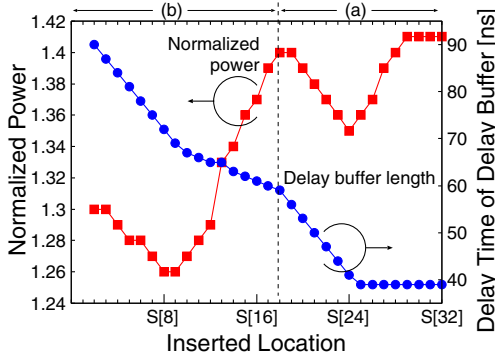 (b)
(a)
1.42
1.4
1.38
1.36
1.34
1.32
1.3
1.28
1.26
1.24
Normalized Power
Normalized
power
Delay buffer length
90
80
70
60
50
40
Delay Time of Delay Buffer [ns]
S[8]
S[16]
S[24]
S[32]
Inserted Location